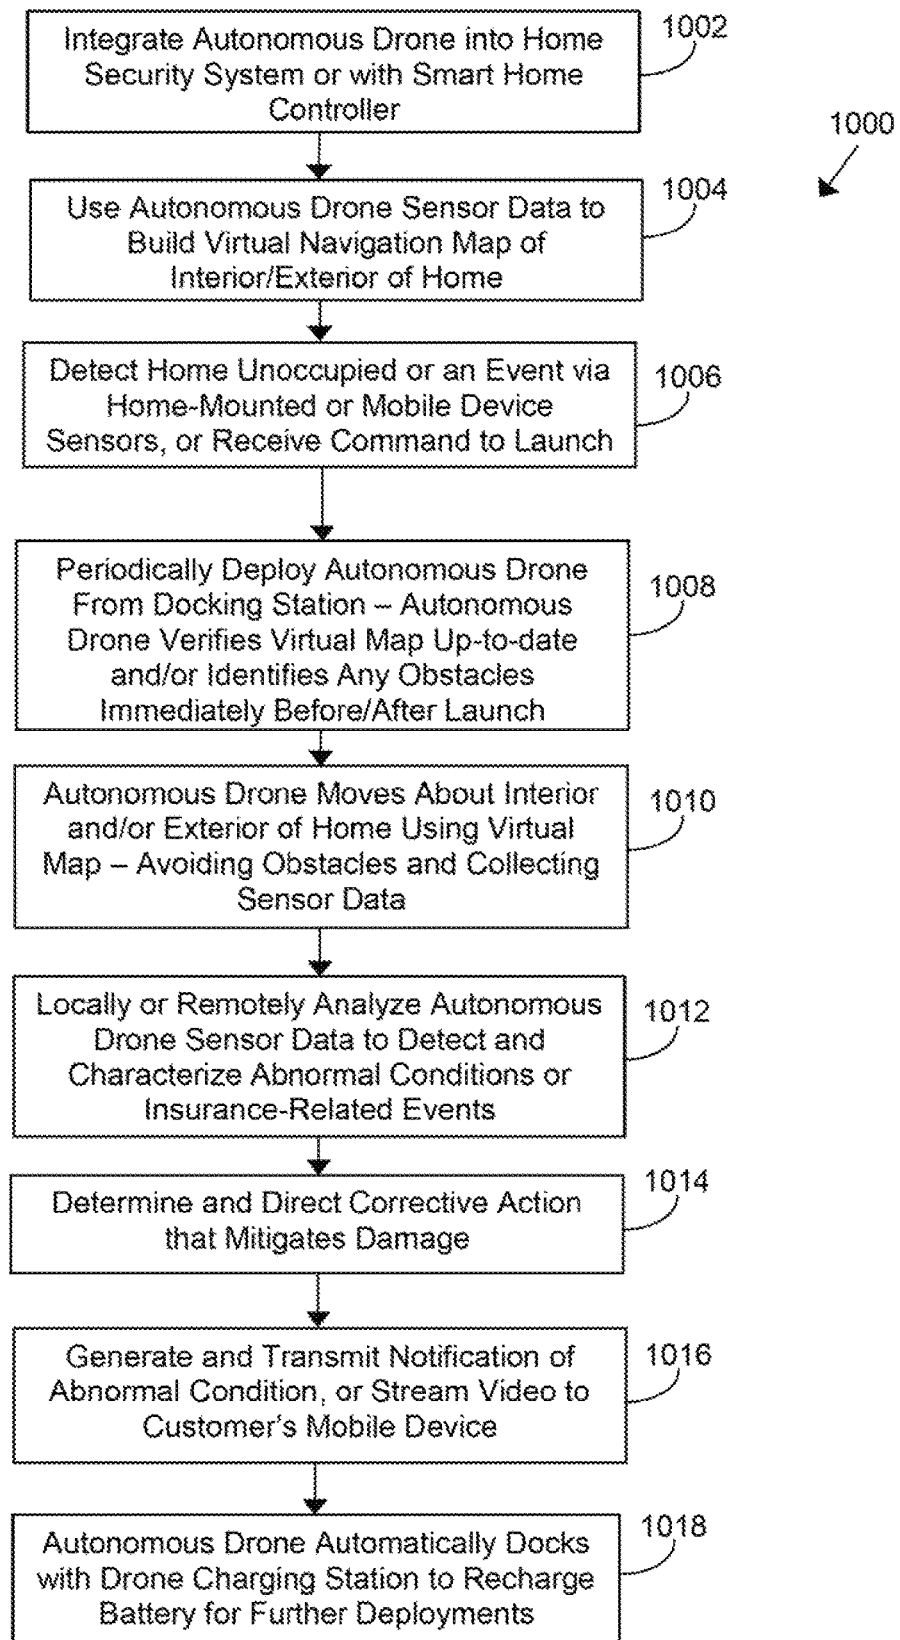 Integrate Autonomous Drone into Home
Security System or with Smart Home
Controller
1002
1000
Use Autonomous Drone Sensor Data to
Build Virtual Navigation Map of
Interior/Exterior of Home
1004
Detect Home Unoccupied or an Event via
Home-Mounted or Mobile Device
Sensors, or Receive Command to Launch
1006
Periodically Deploy Autonomous Drone
From Docking Station – Autonomous
Drone Verifies Virtual Map Up-to-date
and/or Identifies Any Obstacles
Immediately Before/After Launch
1008
Autonomous Drone Moves About Interior
and/or Exterior of Home Using Virtual
Map – Avoiding Obstacles and Collecting
Sensor Data
1010
Locally or Remotely Analyze Autonomous
Drone Sensor Data to Detect and
Characterize Abnormal Conditions or
Insurance-Related Events
1012
Determine and Direct Corrective Action
that Mitigates Damage
1014
Generate and Transmit Notification of
Abnormal Condition, or Stream Video to
Customer's Mobile Device
1016
Autonomous Drone Automatically Docks
with Drone Charging Station to Recharge
Battery for Further Deployments
1018